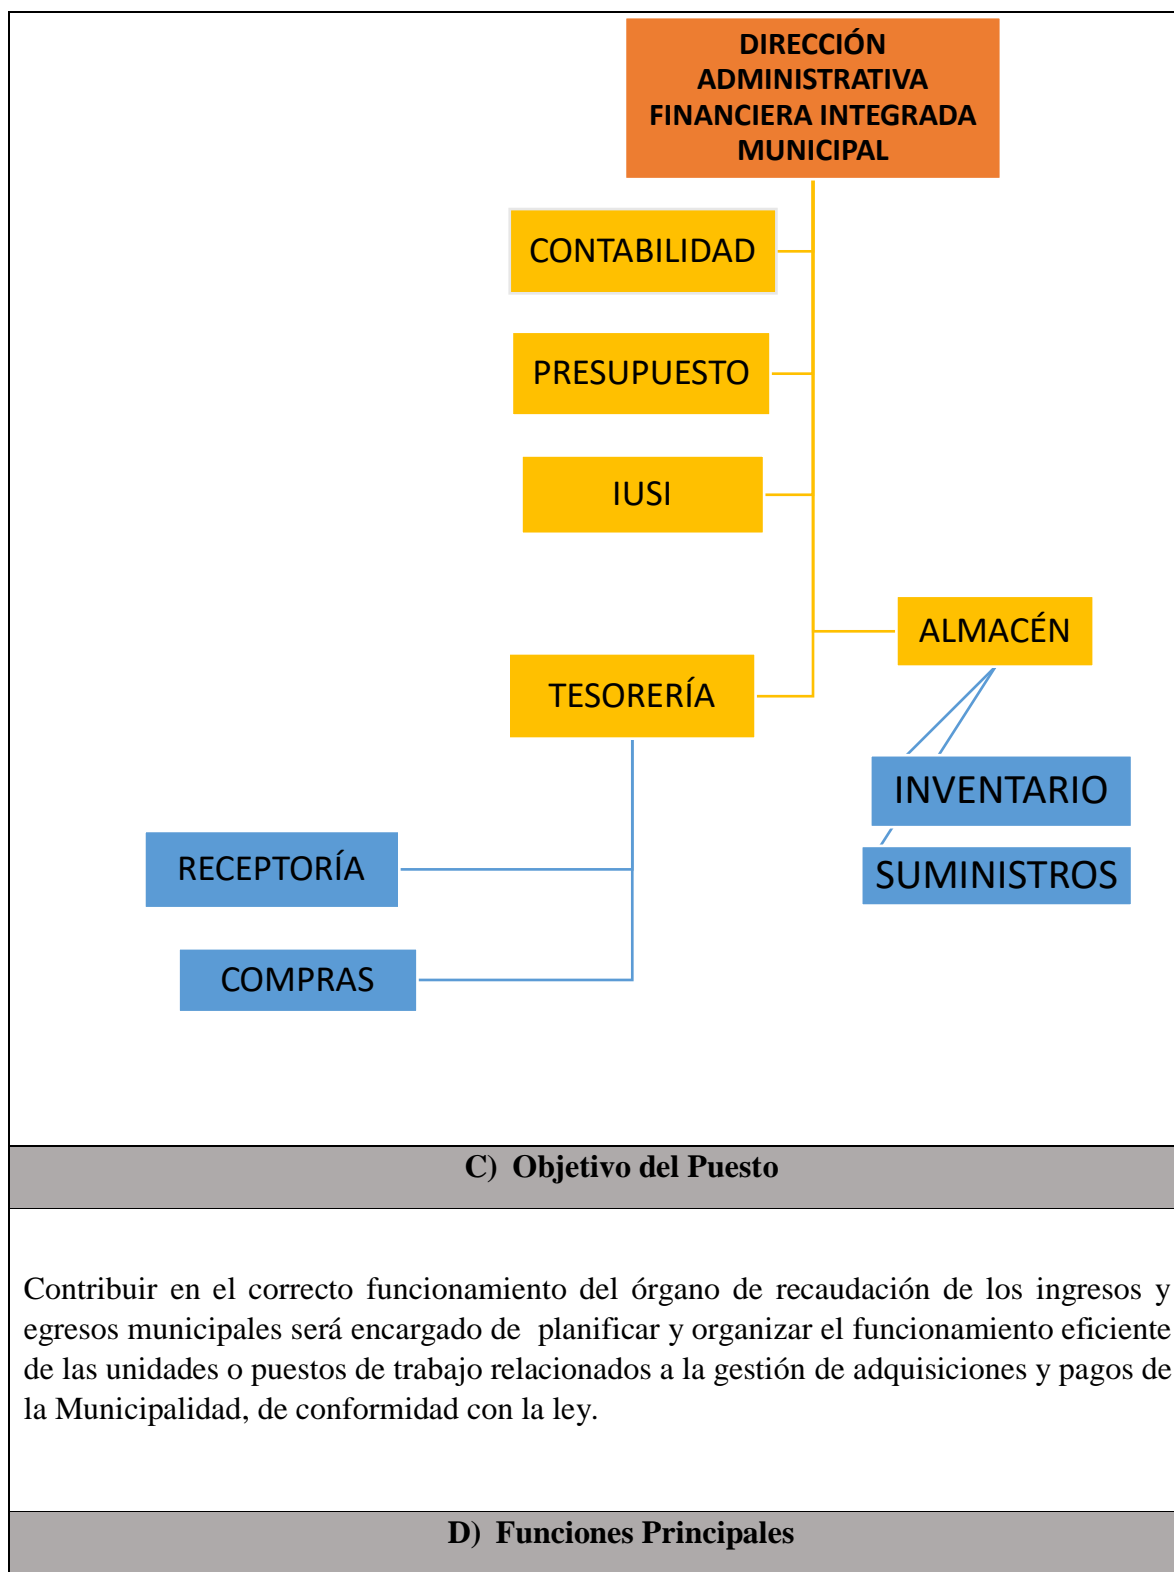 DIRECCIÓN
ADMINISTRATIVA
FINANCIERA INTEGRADA
MUNICIPAL
CONTABILIDAD
PRESUPUESTO
IUSI
ALMACÉN
TESORERÍA
INVENTARIO
RECEPTORÍA
SUMINISTROS
COMPRAS
C) Objetivo del Puesto
Contribuir en el correcto funcionamiento del órgano de recaudación de los ingresos y
egresos municipales será encargado de planificar y organizar el funcionamiento eficiente
de las unidades o puestos de trabajo relacionados a la gestión de adquisiciones y pagos de
la Municipalidad, de conformidad con la ley.
D) Funciones Principales